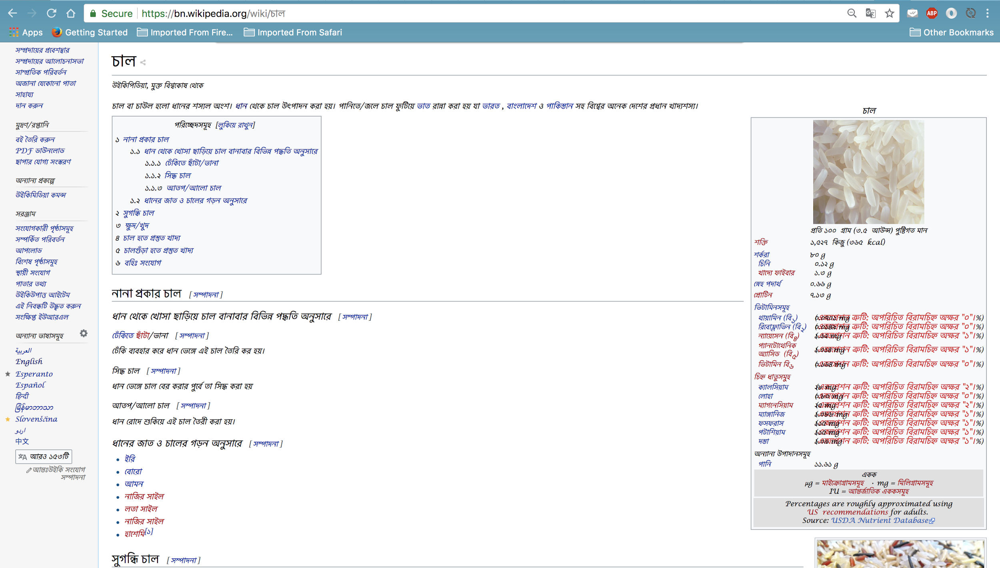 Secure https://bn.wikipedia.org/wiki/চাল
ABP
Apps Getting Started Imported From Fire... Imported From Safari Other Bookmarks
সম্প্রদায়ের প্রবেশদ্বার
সম্প্রদায়ের আলোচনাসভা
সাম্প্রতিক পরিবর্তন
অজানা যেকোনো পাতা
সাহায্য
দান করুন
মুদ্রণ/রপ্তানি
বই তৈরি করুন
PDF ডাউনলোড
ছাপার যোগ্য সংস্করণ
অন্যান্য প্রকল্পে
উইকিমিডিয়া কমন্স
সরঞ্জাম
সংযোগকারী পৃষ্ঠাসমূহ
সম্পর্কিত পরিবর্তন
আপলোড
বিশেষ পৃষ্ঠাসমূহ
স্থায়ী সংযোগ
পাতার তথ্য
উইকিউপাত্ত আইটেম
এই নিবন্ধটি উদ্ধৃত করুন
সংক্ষিপ্ত ইউআরএল
অন্যান্য ভাষাসমূহ
العربية
English
Esperanto
Español
हिन्दी
မြန်မာဘာသာ
Slovenščina
اردو
中文
আরও ১৫৩টি
আন্তঃউইকি সংযোগ
সম্পাদনা
চাল
উইকিপিডিয়া, মুক্ত বিশ্বকোষ থেকে
চাল বা চাউল হলো ধানের শস্যল অংশ। ধান থেকে চাল উৎপাদন করা হয়। পানিতে/জলে চাল ফুটিয়ে ভাত রান্না করা হয় যা ভারত , বাংলাদেশ ও পাকিস্তান সহ বিশ্বের অনেক দেশের প্রধান খাদ্যশস্য।
পরিচ্ছেদসমূহ [লুকিয়ে রাখুন]
১ নানা প্রকার চাল
১.১ ধান থেকে খোসা ছাড়িয়ে চাল বানাবার বিভিন্ন পদ্ধতি অনুসারে
১.১.১ ঢেঁকিতে ছাঁটা/ভানা
১.১.২ সিদ্ধ চাল
১.১.৩ আতপ/আলো চাল
১.২ ধানের জাত ও চালের গড়ন অনুসারে
২ সুগন্ধি চাল
৩ ক্ষুদ/খুদ
৪ চাল হতে প্রস্তুত খাদ্য
৫ চালগুঁড়া হতে প্রস্তুত খাদ্য
৬ বহিঃ সংযোগ
নানা প্রকার চাল [সম্পাদনা]
ধান থেকে খোসা ছাড়িয়ে চাল বানাবার বিভিন্ন পদ্ধতি অনুসারে [সম্পাদনা]
ঢেঁকিতে ছাঁটা/ভানা [সম্পাদনা]
ঢেঁকি ব্যবহার করে ধান ভেঙ্গে এই চাল তৈরি কর হয়।
সিদ্ধ চাল [সম্পাদনা]
ধান ভেঙ্গে চাল বের করার পুর্বে তা সিদ্ধ করা হয়
আতপ/আলো চাল [সম্পাদনা]
ধান রোদে শুকিয়ে এই চাল তৈরী করা হয়।
ধানের জাত ও চালের গড়ন অনুসারে [সম্পাদনা]
ইরি
বোরো
আমন
নাজির সাইল
লতা সাইল
নাজির সাইল
হাশেমি[১]
সুগন্ধি চাল [সম্পাদনা]
চাল
প্রতি ১০০ গ্রাম (৩.৫ আউন্স) পুষ্টিগত মান
শক্তি ১,৫২৭ কিজু (৩৬৫ kcal)
শর্করা ৮০ g
চিনি ০.১২ g
খাদ্যে ফাইবার ১.৩ g
স্নেহ পদার্থ ০.৬৬ g
প্রোটিন ৭.১৩ g
ভিটামিনসমূহ
থায়ামিন (বি১) ত্রুটি: অপরিচিত বিরামচিহ্ন অক্ষর "০"।%)
রিবোফ্লাভিন (বি২) ত্রুটি: অপরিচিত বিরামচিহ্ন অক্ষর "০"।%)
ন্যায়েসেন (বি৪) ত্রুটি: অপরিচিত বিরামচিহ্ন অক্ষর "১"।%)
প্যানটোথেনিক
অ্যাসিড (বি৫) ত্রুটি: অপরিচিত বিরামচিহ্ন অক্ষর "১"।%)
ভিটামিন বি৬ ত্রুটি: অপরিচিত বিরামচিহ্ন অক্ষর "০"।%)
চিহ্ন ধাতুসমুহ
ক্যালসিয়াম ত্রুটি: অপরিচিত বিরামচিহ্ন অক্ষর "২"।%)
লোহা ত্রুটি: অপরিচিত বিরামচিহ্ন অক্ষর "০"।%)
ম্যাগনেসিয়াম ত্রুটি: অপরিচিত বিরামচিহ্ন অক্ষর "২"।%)
ম্যাঙ্গানিজ ত্রুটি: অপরিচিত বিরামচিহ্ন অক্ষর "১"।%)
ফসফরাস ত্রুটি: অপরিচিত বিরামচিহ্ন অক্ষর "১"।%)
পটাশিয়াম ত্রুটি: অপরিচিত বিরামচিহ্ন অক্ষর "১"।%)
দস্তা ত্রুটি: অপরিচিত বিরামচিহ্ন অক্ষর "১"।%)
অন্যান্য উপাদানসমূহ
পানি ১১.৬১ g
একক
μg = মাইক্রোগ্রামসমূহ · mg = মিলিগ্রামসমূহ
IU = আন্তর্জাতিক এককসমূহ
Percentages are roughly approximated using
US recommendations for adults.
Source: USDA Nutrient Database